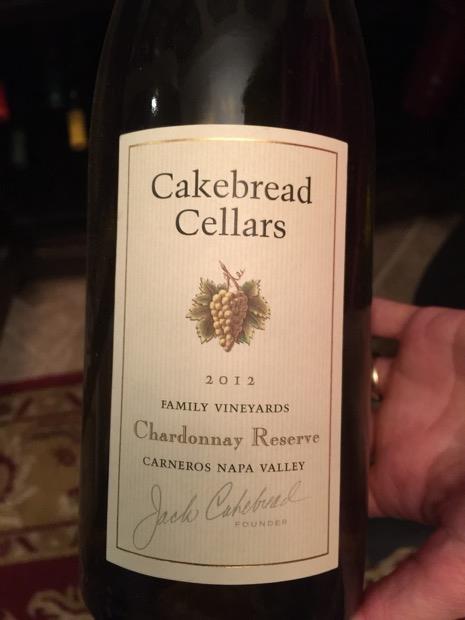 Cakebread
Cellars
2012
FAMILY VINEYARDS
Chardonnay Reserve
CARNEROS NAPA VALLEY
Jack Cakebread
FOUNDER